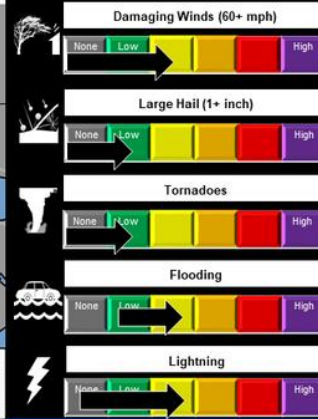 Damaging Winds (60+ mph)
None Low High
Large Hail (1+ inch)
None Low High
Tornadoes
None Low High
Flooding
None Low High
Lightning
None Low High